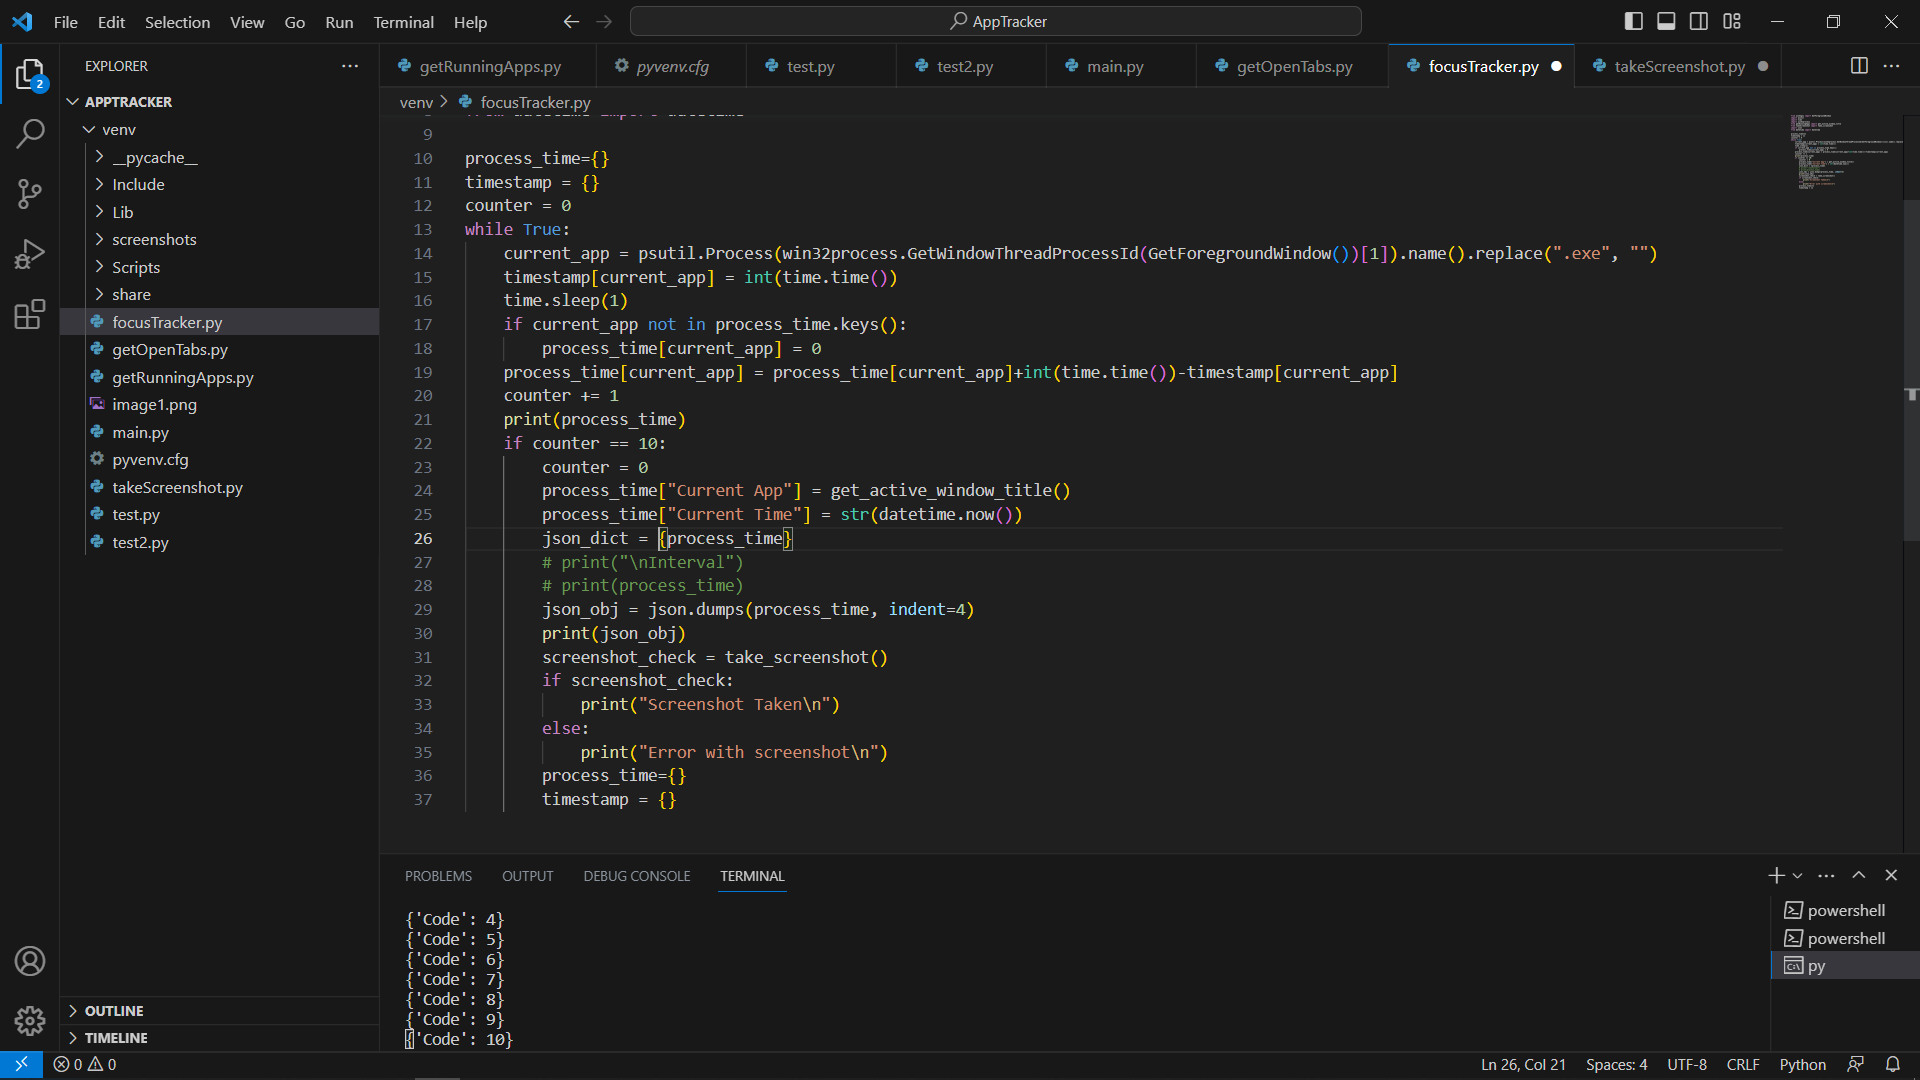 File Edit Selection View Go Run Terminal Help
AppTracker
EXPLORER
getRunningApps.py
pyvenv.cfg
test.py
test2.py
main.py
getOpenTabs.py
focusTracker.py
takeScreenshot.py
2
APPTRACKER
venv
__pycache__
Include
Lib
screenshots
Scripts
share
focusTracker.py
getOpenTabs.py
getRunningApps.py
image1.png
main.py
pyvenv.cfg
takeScreenshot.py
test.py
test2.py
OUTLINE
TIMELINE
venv > focusTracker.py
9
10 process_time={}
11 timestamp = {}
12 counter = 0
13 while True:
14 current_app = psutil.Process(win32process.GetWindowThreadProcessId(GetForegroundWindow())[1]).name().replace(".exe", "")
15 timestamp[current_app] = int(time.time())
16 time.sleep(1)
17 if current_app not in process_time.keys():
18 process_time[current_app] = 0
19 process_time[current_app] = process_time[current_app]+int(time.time())-timestamp[current_app]
20 counter += 1
21 print(process_time)
22 if counter == 10:
23 counter = 0
24 process_time["Current App"] = get_active_window_title()
25 process_time["Current Time"] = str(datetime.now())
26 json_dict = {process_time}
27 # print("\nInterval")
28 # print(process_time)
29 json_obj = json.dumps(process_time, indent=4)
30 print(json_obj)
31 screenshot_check = take_screenshot()
32 if screenshot_check:
33 print("Screenshot Taken\n")
34 else:
35 print("Error with screenshot\n")
36 process_time={}
37 timestamp = {}
PROBLEMS OUTPUT DEBUG CONSOLE TERMINAL
{'Code': 4}
{'Code': 5}
{'Code': 6}
{'Code': 7}
{'Code': 8}
{'Code': 9}
{'Code': 10}
powershell
powershell
py
0 0
Ln 26, Col 21 Spaces: 4 UTF-8 CRLF Python